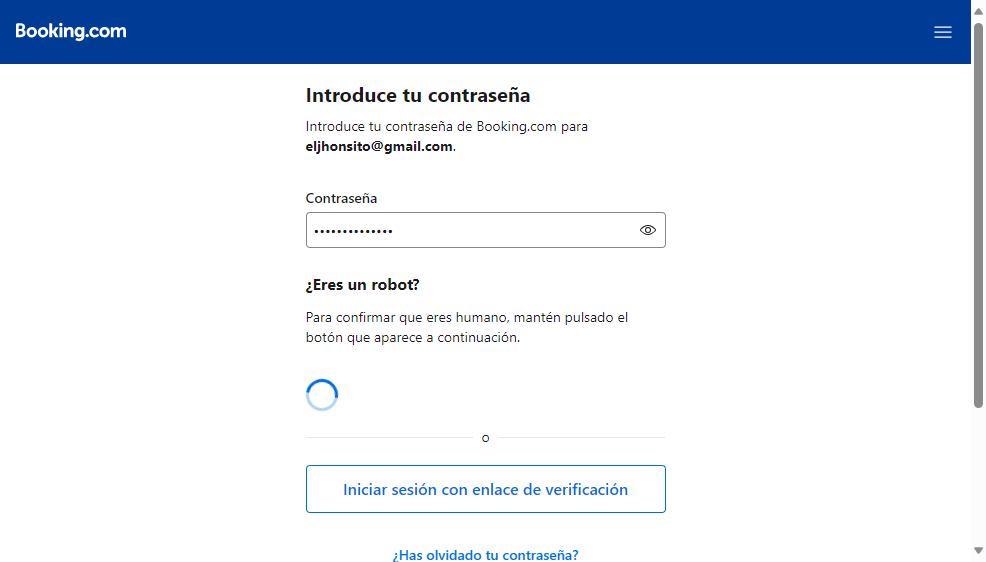 Booking.com
Introduce tu contraseña
Introduce tu contraseña de Booking.com para
eljhonsito@gmail.com.
Contraseña
¿Eres un robot?
Para confirmar que eres humano, mantén pulsado el
botón que aparece a continuación.
o
Iniciar sesión con enlace de verificación
¿Has olvidado tu contraseña?